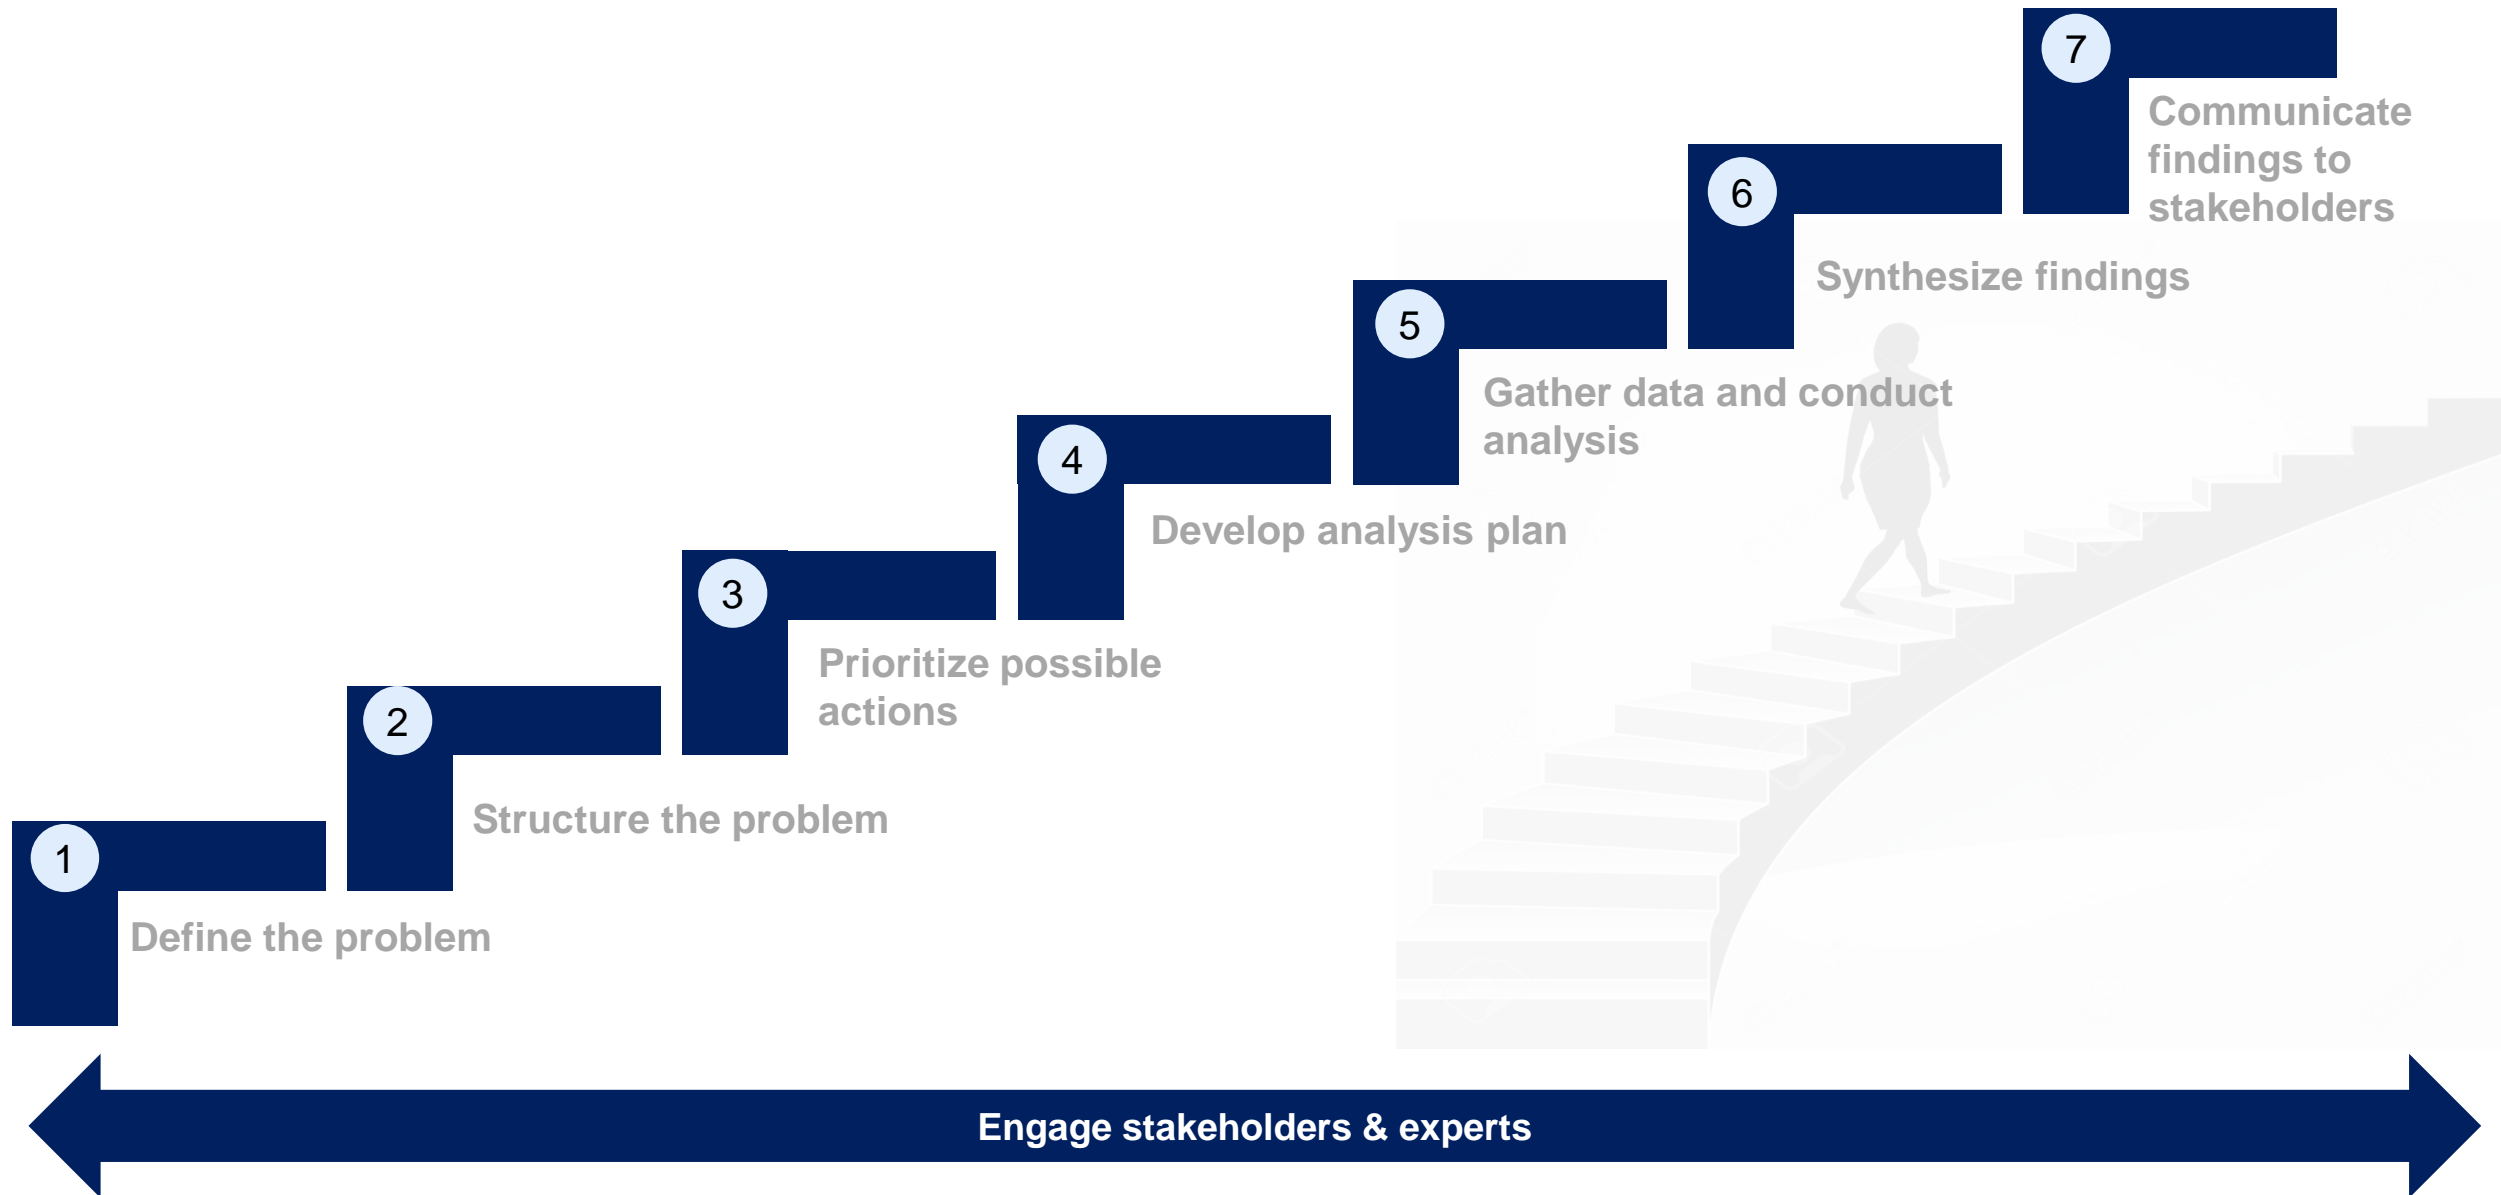 1
Define the problem
2
Structure the problem
3
Prioritize possible
actions
4
Develop analysis plan
5
Gather data and conduct
analysis
6
Synthesize findings
7
Communicate
findings to
stakeholders
Engage stakeholders & experts